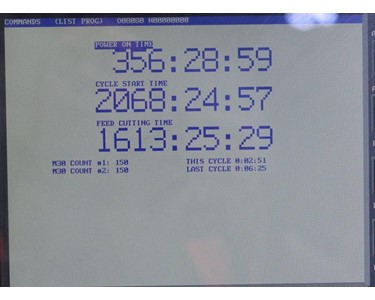 COMMANDS (LIST PROG) O00000 N00000000
POWER ON TIME
356:28:59
CYCLE START TIME
2068:24:57
FEED CUTTING TIME
1613:25:29
M30 COUNT #1: 150 THIS CYCLE 0:02:51
M30 COUNT #2: 150 LAST CYCLE 0:06:25